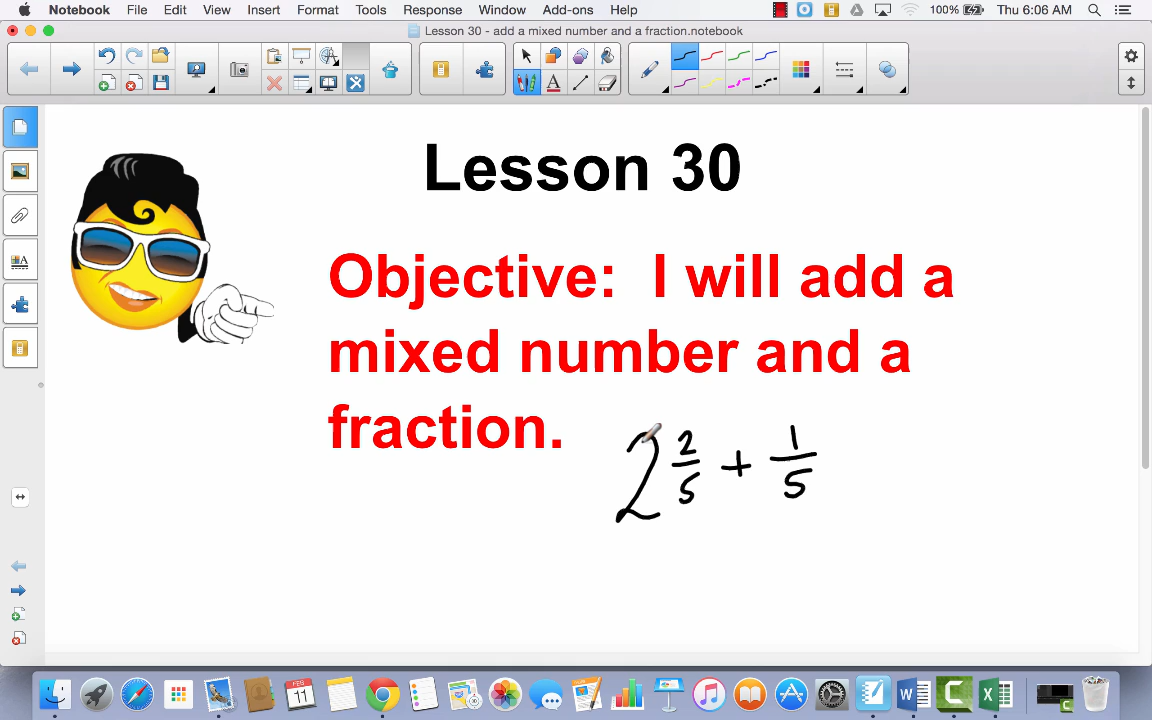 Notebook File Edit View Insert Format Tools Response Window Add-ons Help 100% Thu 6:06 AM
Lesson 30 - add a mixed number and a fraction.notebook
Lesson 30
Objective: I will add a
mixed number and a
fraction.
2 2/5 + 1/5
FEB
11